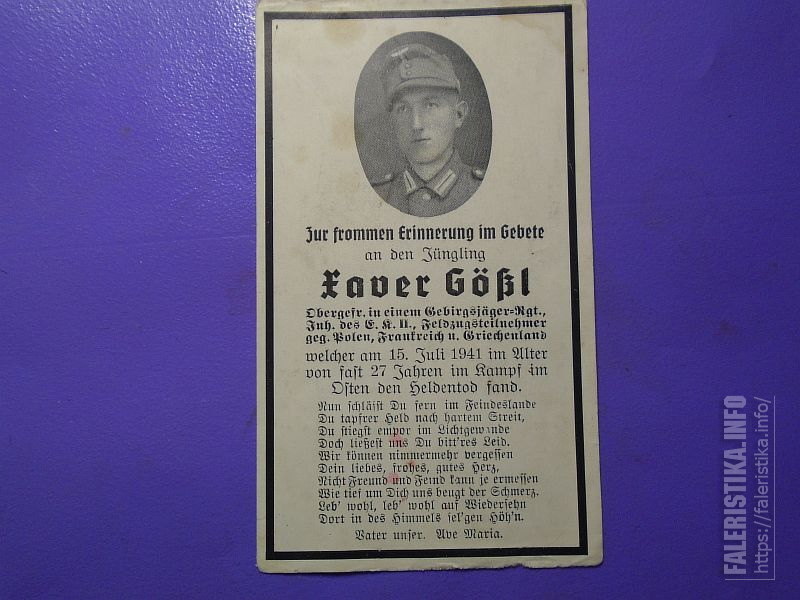 Zur frommen Erinnerung im Gebete
an den Jüngling
Xaver Gößl
Obergefr. in einem Gebirgsjäger-Rgt.,
Inh. des E. K. II., Feldzugsteilnehmer
geg. Polen, Frankreich u. Griechenland
welcher am 15. Juli 1941 im Alter
von fast 27 Jahren im Kampf im
Osten den Heldentod fand.
Nun schläfst Du fern im Feindeslande
Du tapfrer Held nach hartem Streit,
Du stiegst empor im Lichtgewande
Doch ließest uns Du bitt'res Leid.
Wir können nimmermehr vergessen
Dein liebes, frohes, gutes Herz,
Nicht Freund und Feind kann je ermessen
Wie tief um Dich uns beugt der Schmerz.
Leb' wohl, leb' wohl auf Wiedersehn
Dort in des Himmels sel'gen Höh'n.
Vater unser. Ave Maria.
FALERISTIKA.INFO
https://faleristika.info/